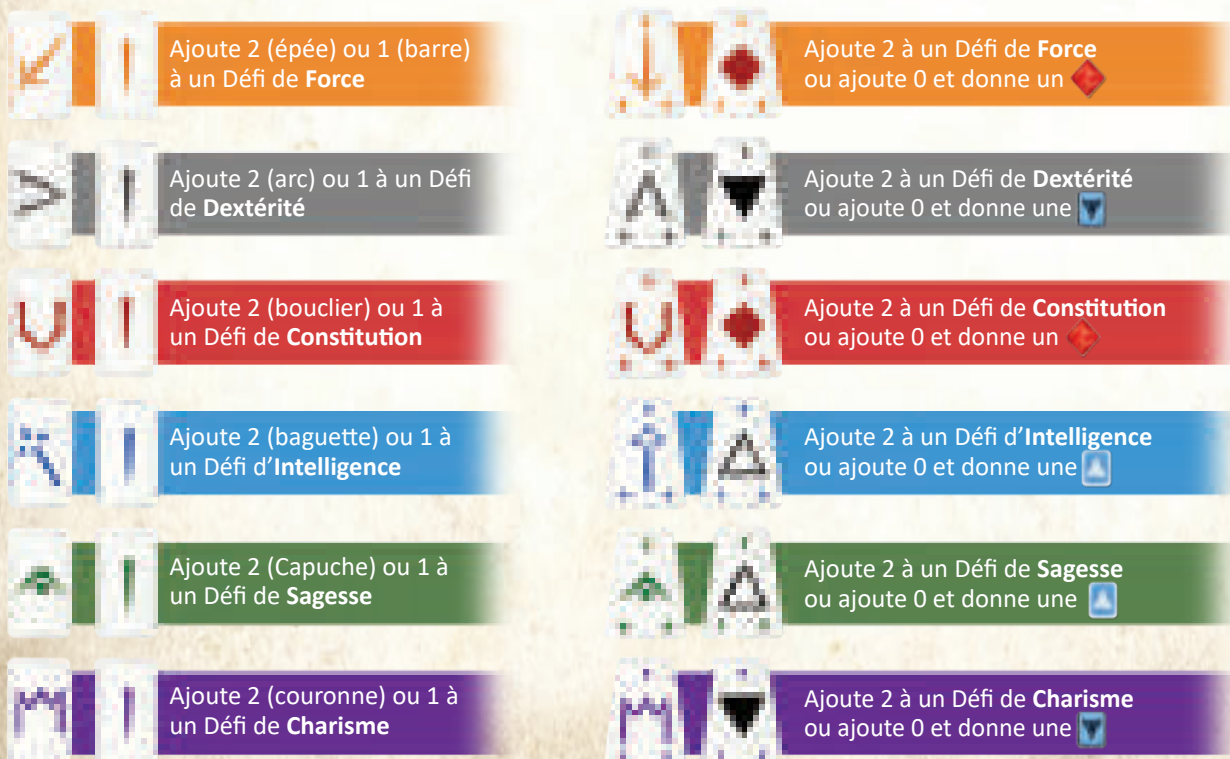 Ajoute 2 (épée) ou 1 (barre)
à un Défi de Force
Ajoute 2 à un Défi de Force
ou ajoute 0 et donne un
Ajoute 2 (arc) ou 1 à un Défi
de Dextérité
Ajoute 2 à un Défi de Dextérité
ou ajoute 0 et donne une
Ajoute 2 (bouclier) ou 1 à
un Défi de Constitution
Ajoute 2 à un Défi de Constitution
ou ajoute 0 et donne un
Ajoute 2 (baguette) ou 1 à
un Défi d'Intelligence
Ajoute 2 à un Défi d'Intelligence
ou ajoute 0 et donne une
Ajoute 2 (Capuche) ou 1 à
un Défi de Sagesse
Ajoute 2 à un Défi de Sagesse
ou ajoute 0 et donne une
Ajoute 2 (couronne) ou 1 à
un Défi de Charisme
Ajoute 2 à un Défi de Charisme
ou ajoute 0 et donne une